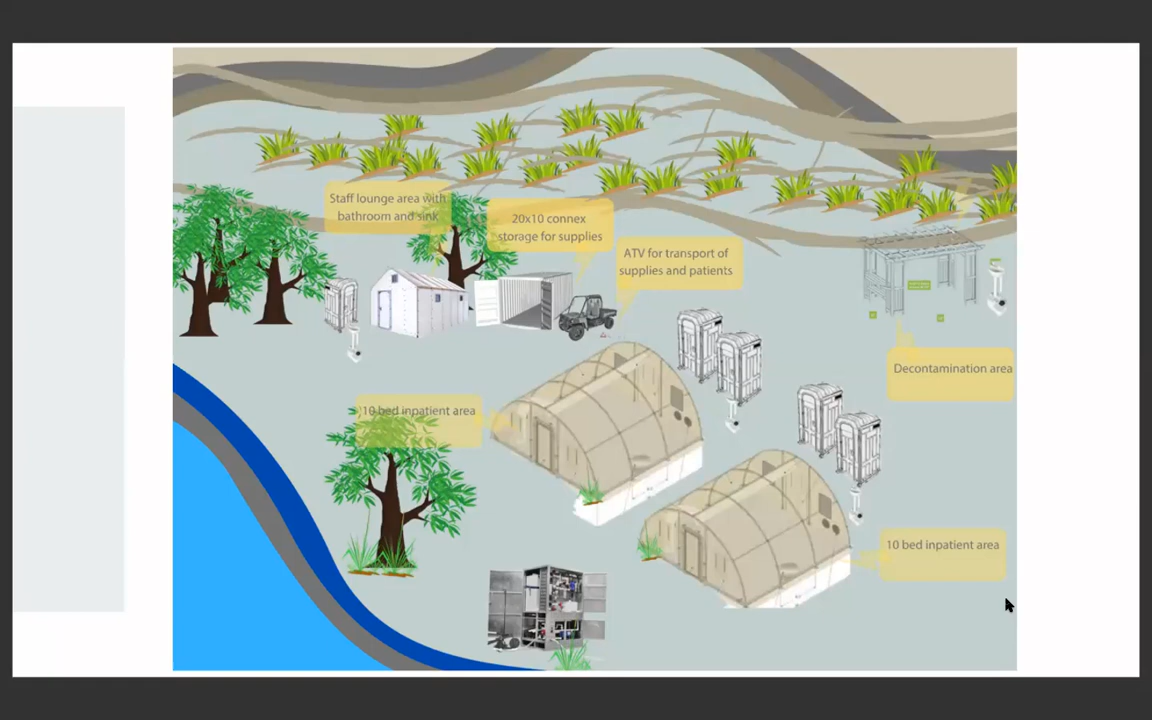 Staff lounge area with
bathroom and sink
20x10 connex
storage for supplies
ATV for transport of
supplies and patients
Decontamination area
10 bed inpatient area
10 bed inpatient area